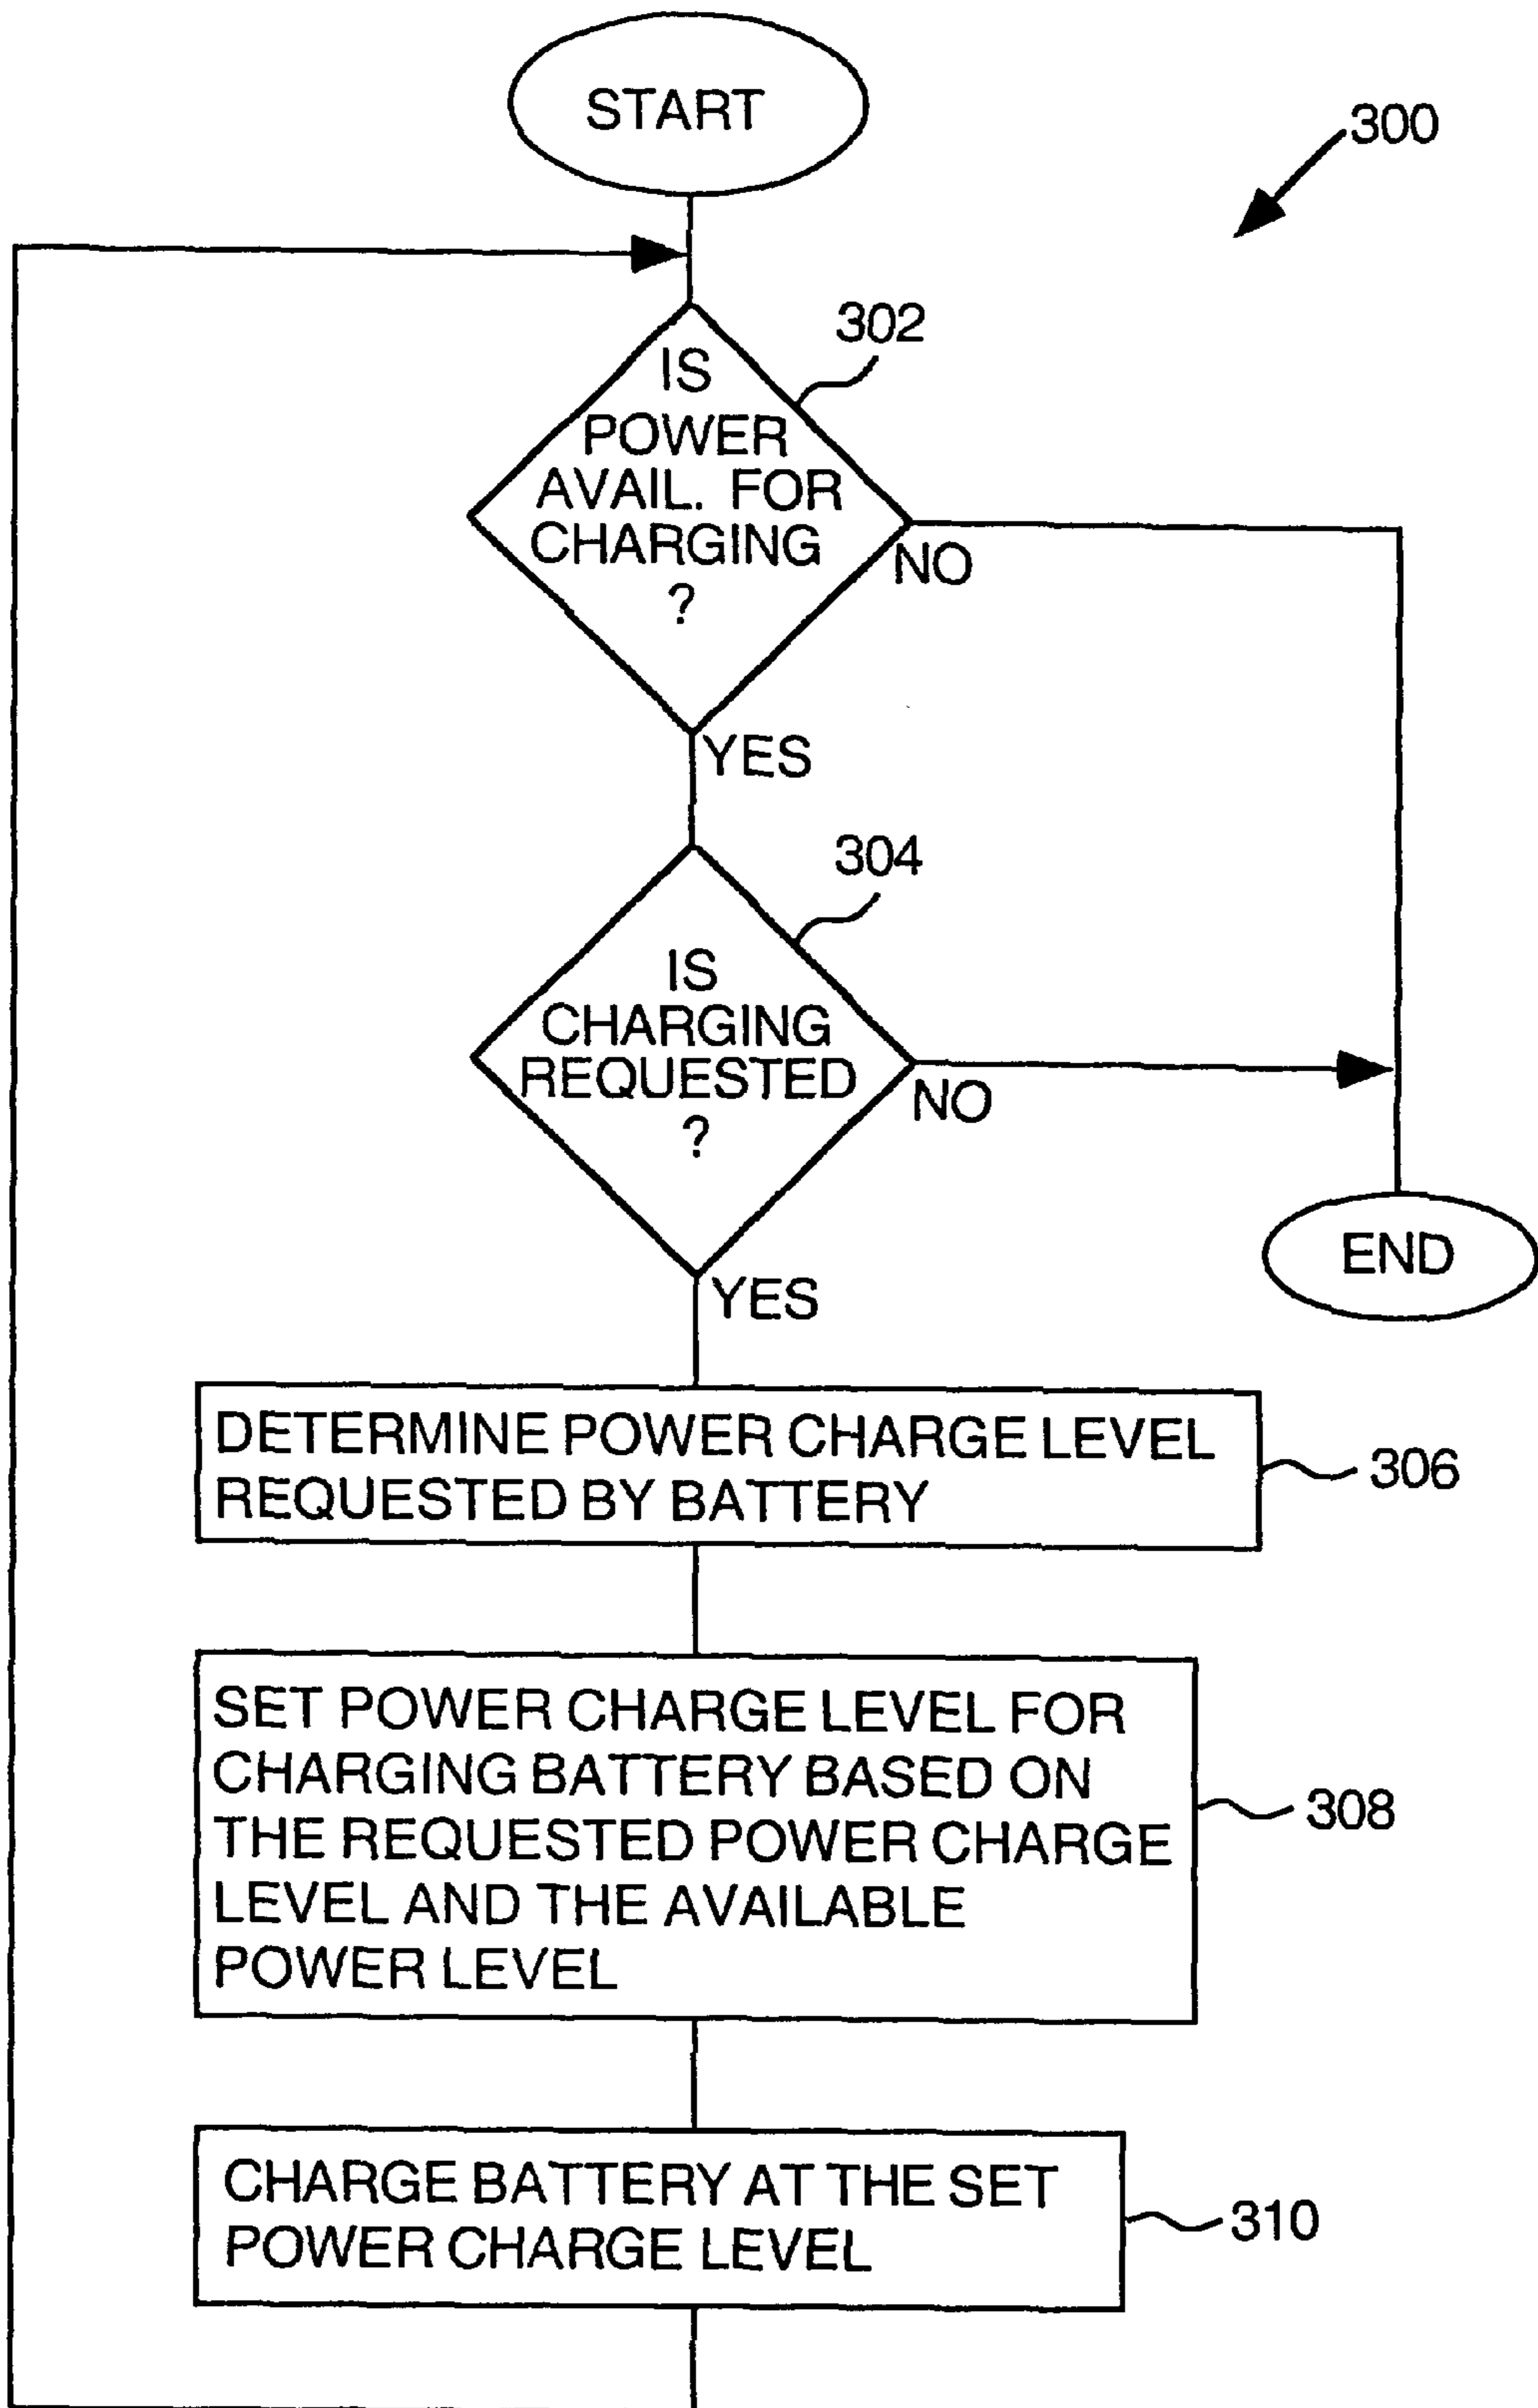 START
300
302
IS
POWER
AVAIL. FOR
CHARGING
?
NO
YES
304
IS
CHARGING
REQUESTED
?
NO
END
YES
DETERMINE POWER CHARGE LEVEL
REQUESTED BY BATTERY
306
SET POWER CHARGE LEVEL FOR
CHARGING BATTERY BASED ON
THE REQUESTED POWER CHARGE
LEVEL AND THE AVAILABLE
POWER LEVEL
308
CHARGE BATTERY AT THE SET
POWER CHARGE LEVEL
310